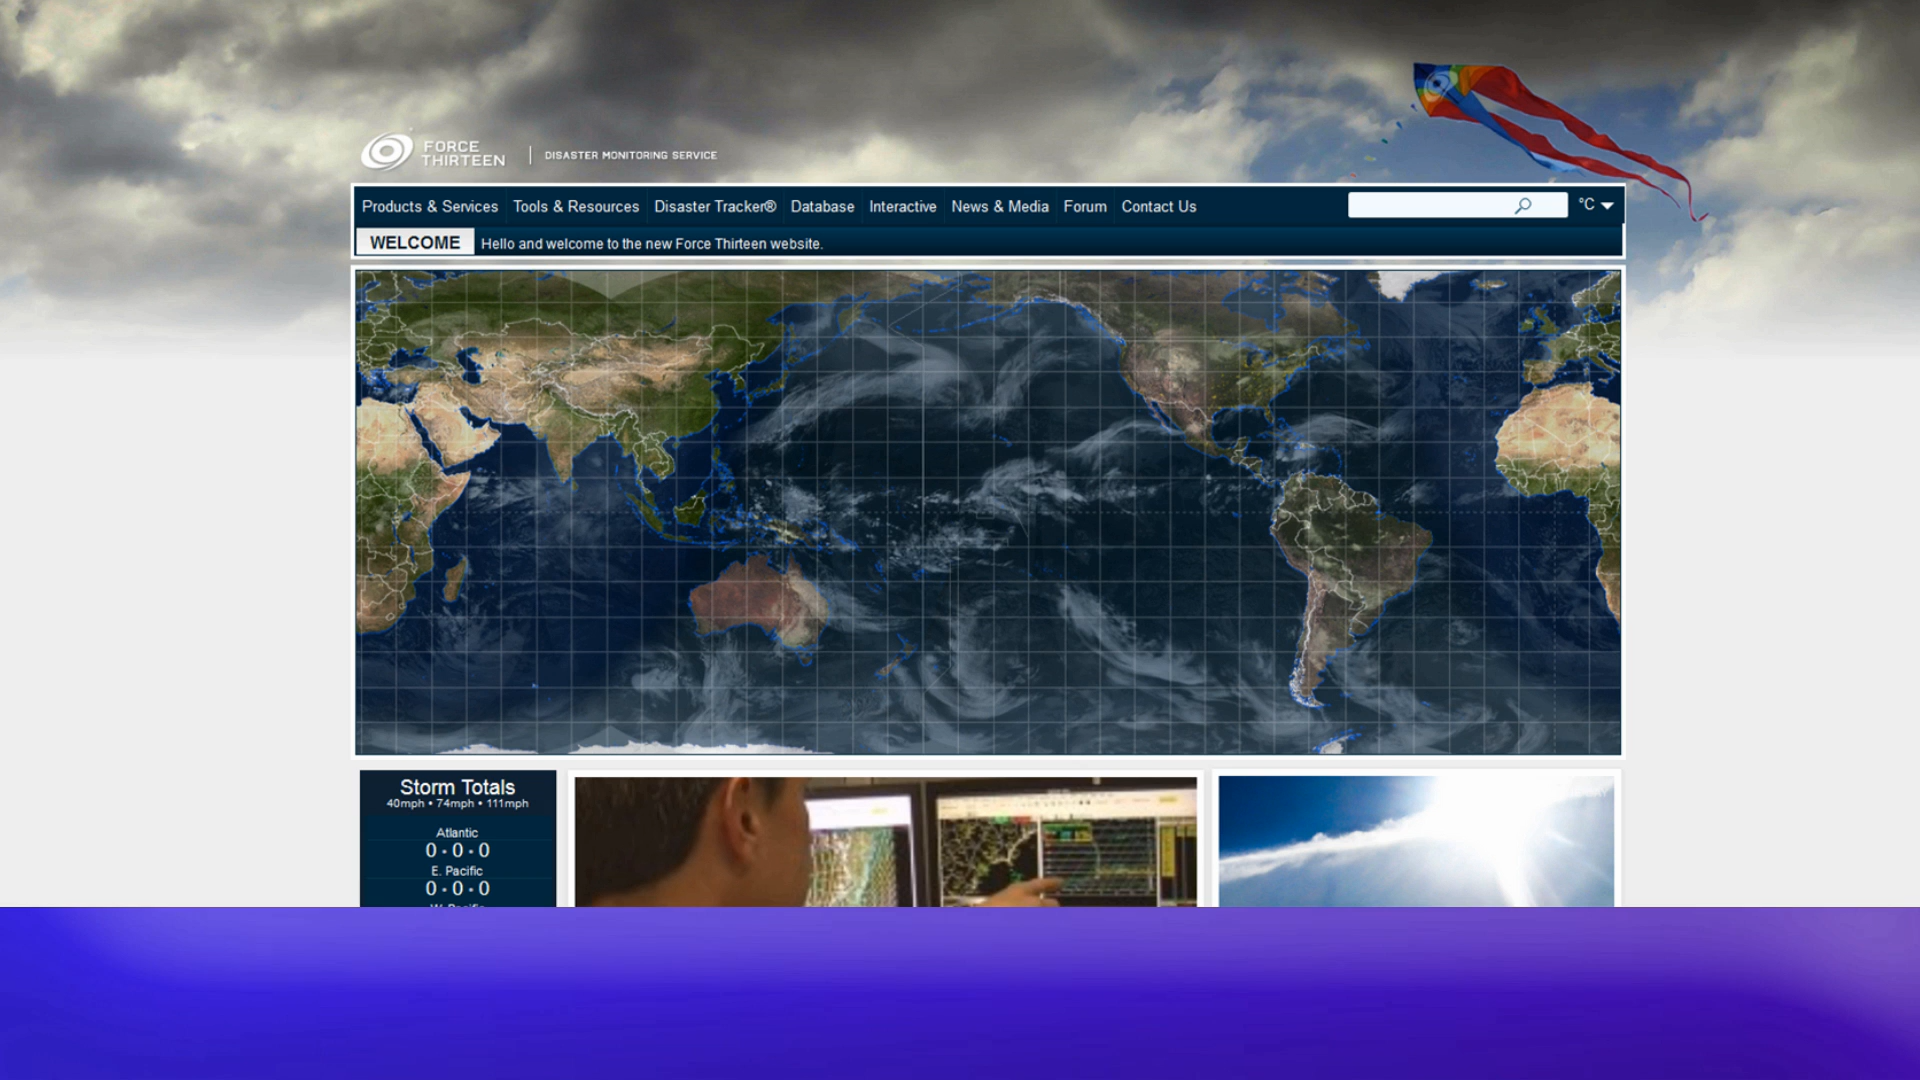 FORCE
THIRTEEN
DISASTER MONITORING SERVICE
Products & Services Tools & Resources Disaster Tracker® Database Interactive News & Media Forum Contact Us °C
WELCOME Hello and welcome to the new Force Thirteen website.
Storm Totals
40mph • 74mph • 111mph
Atlantic
0 • 0 • 0
E. Pacific
0 • 0 • 0